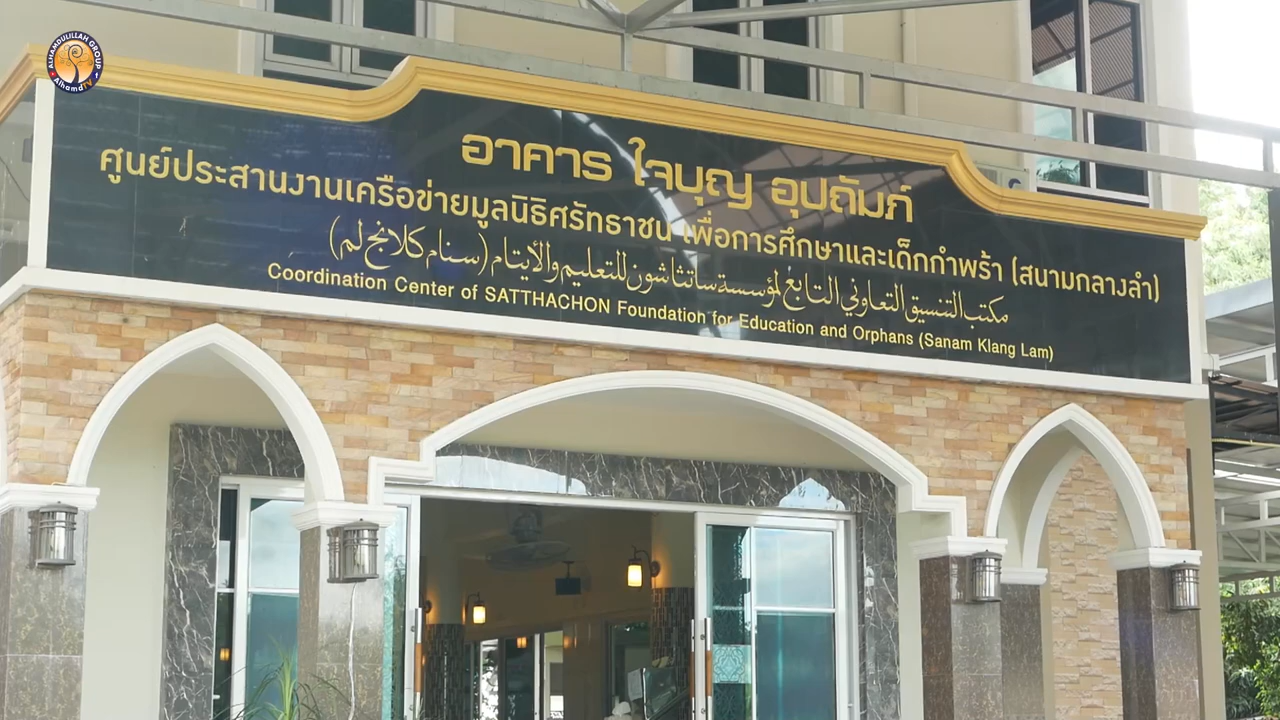 ALHAMDULILLAH GROUP
AlhamdTV
อาคาร ใจบุญ อุปถัมภ์
ศูนย์ประสานงานเครือข่ายมูลนิธิศรัทธาชน เพื่อการศึกษาและเด็กกำพร้า (สนามกลางลำ)
مكتب التنسيق التعاوني التابع لمؤسسة ساتثاشون للتعليم والأيتام (سنام كلانج لم)
Coordination Center of SATTHACHON Foundation for Education and Orphans (Sanam Klang Lam)